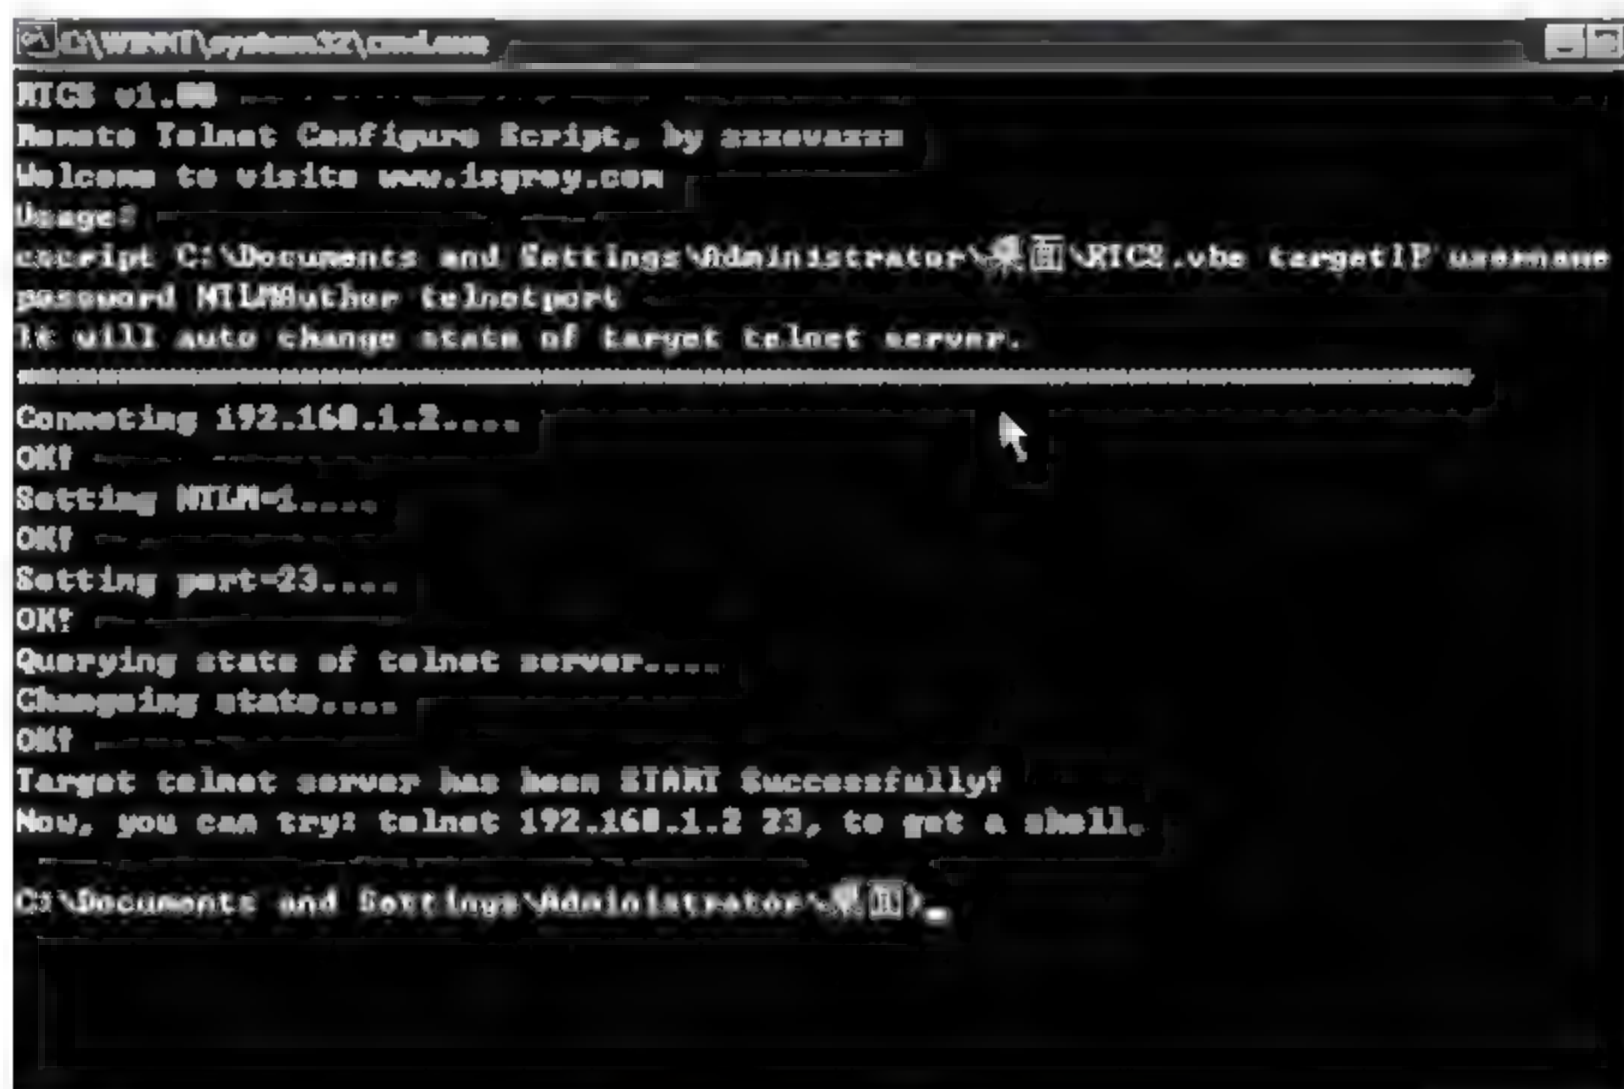 C:\WINNT\system32\cmd.exe
RTCS v1.08
Remote Telnet Configure Script, by zzzevazzz
Welcome to visite www.isgrey.com
Usage:
cscript C:\Documents and Settings\Administrator\桌面\RTCS.vbe targetIP username
password NTLMAuthor telnetport
It will auto change state of target telnet server.
Conneting 192.168.1.2....
OK!
Setting NTLM=1....
OK!
Setting port=23....
OK!
Querying state of telnet server....
Changeing state....
OK!
Target telnet server has been START Successfully!
Now, you can try: telnet 192.168.1.2 23, to get a shell.
C:\Documents and Settings\Administrator\桌面>